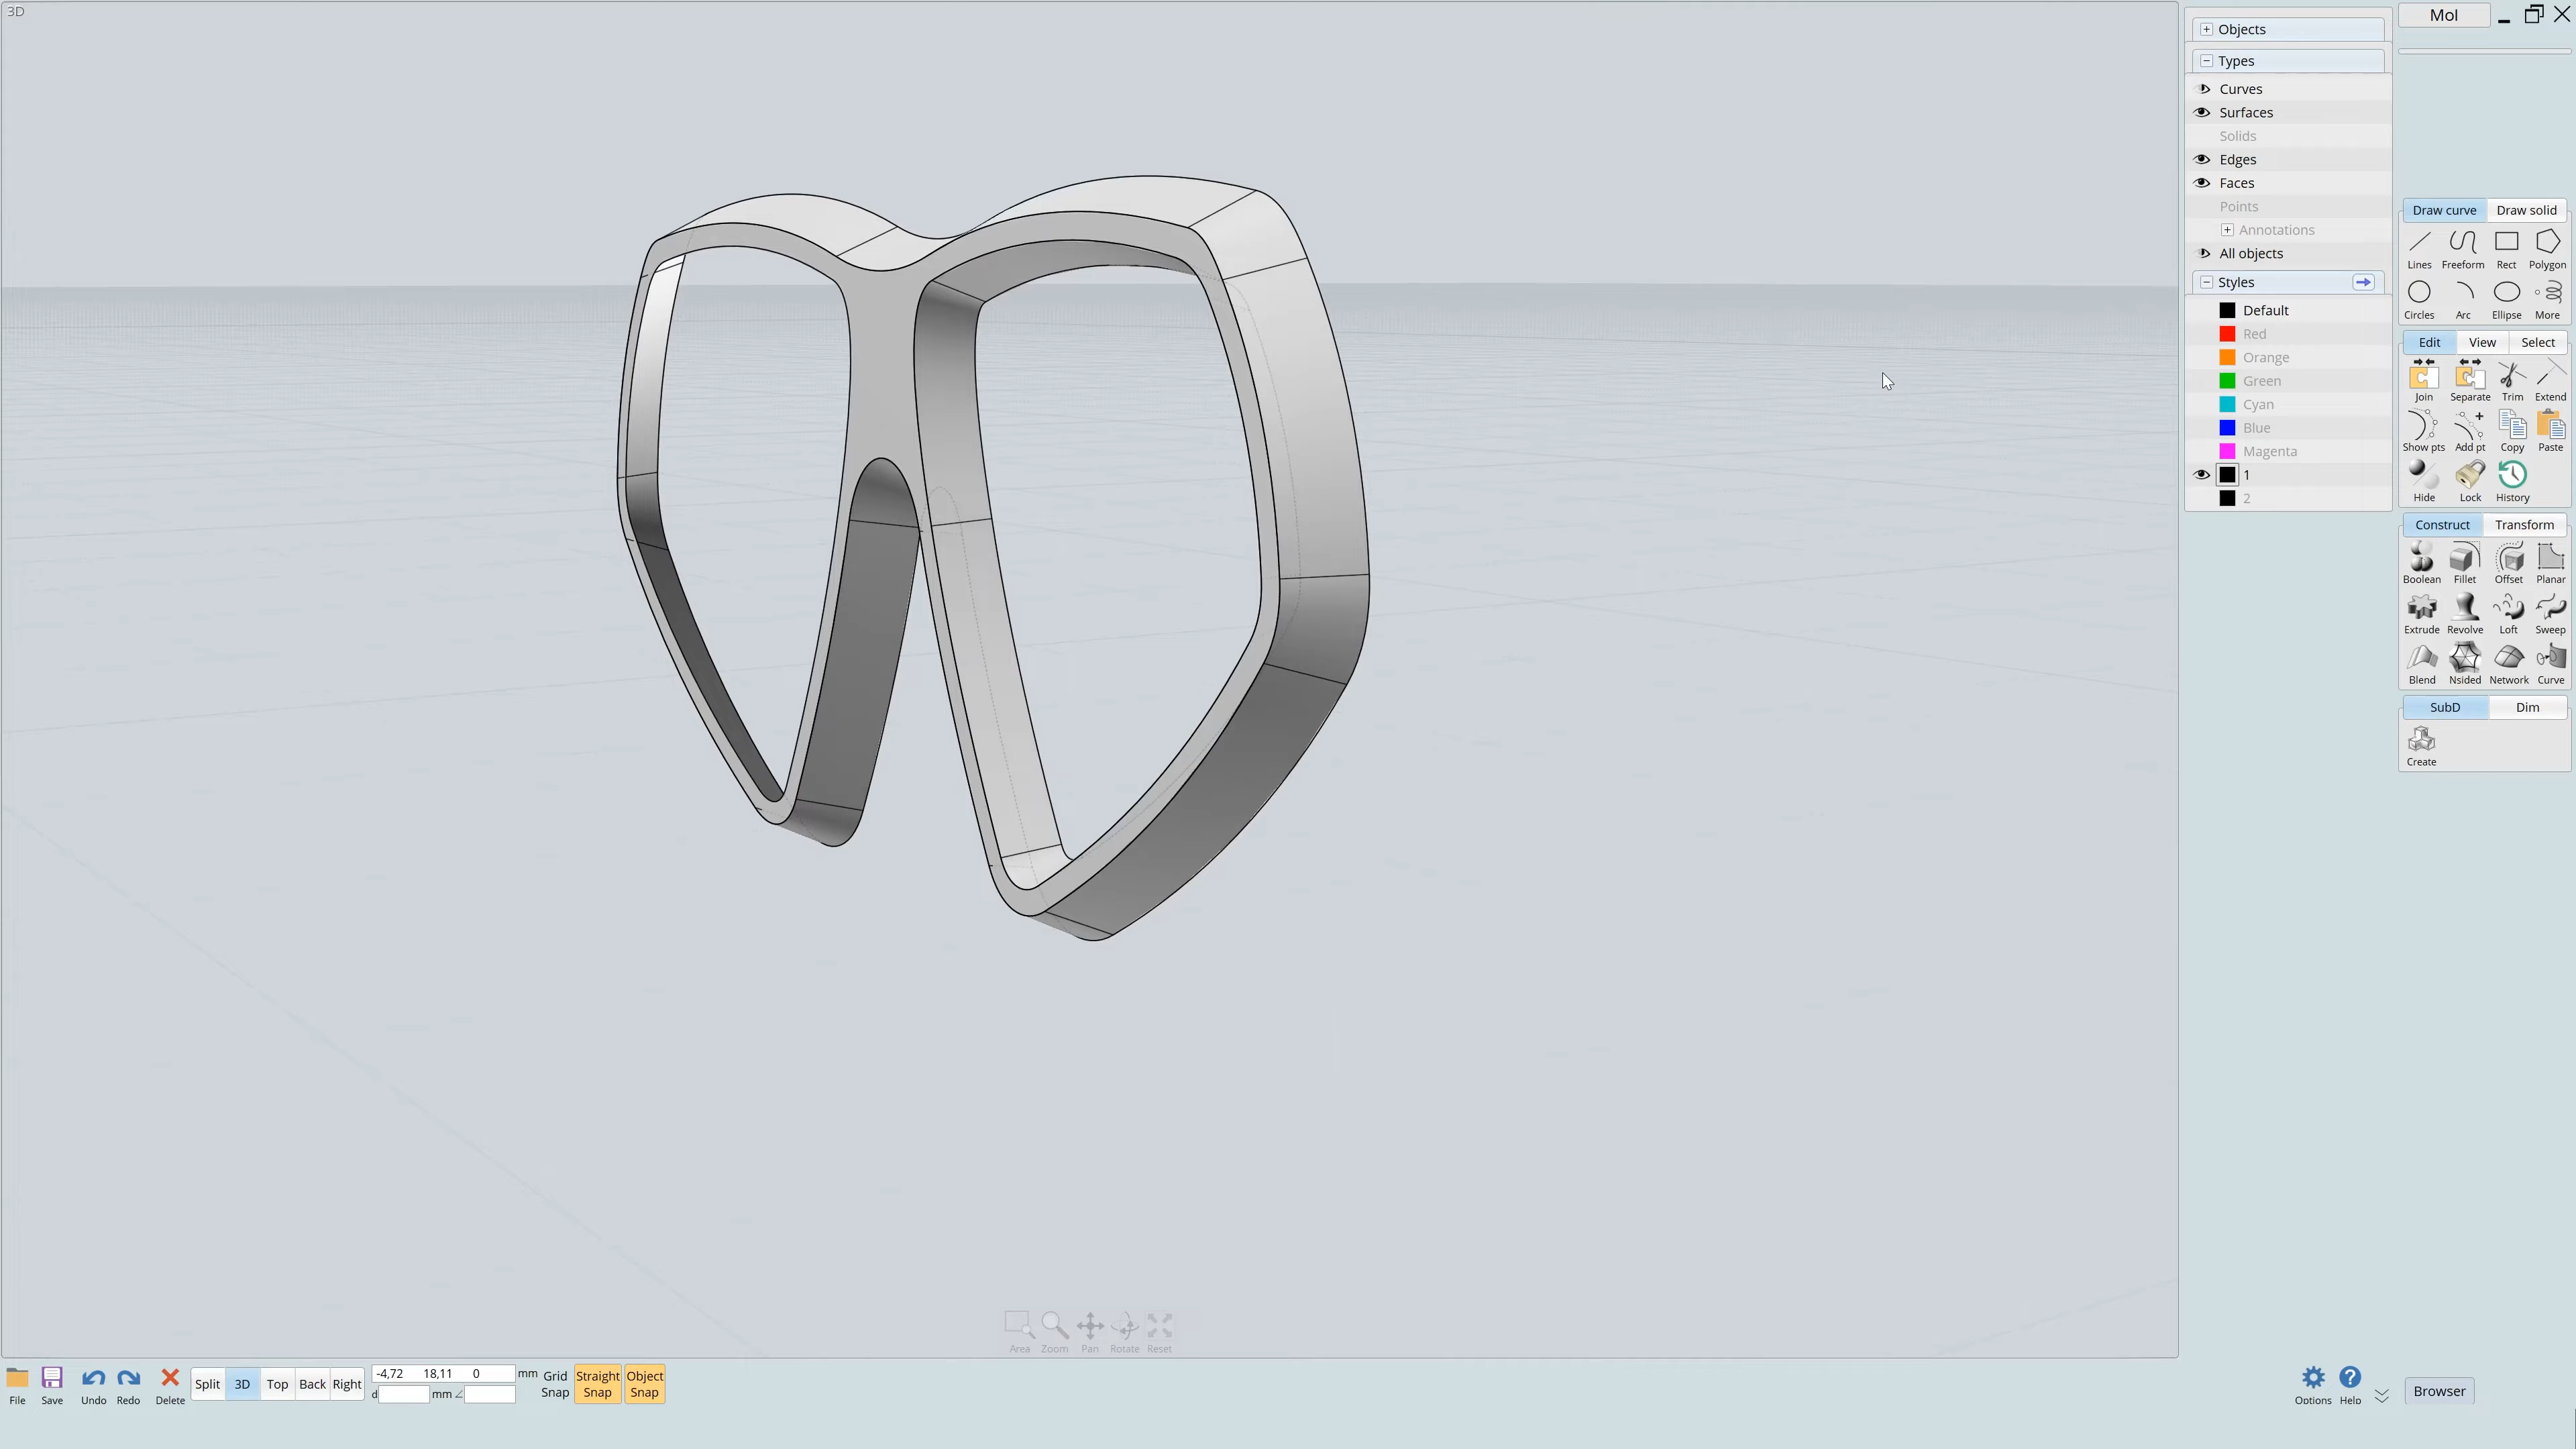 3D
Objects
Types
Curves
Surfaces
Solids
Edges
Faces
Points
Annotations
All objects
Styles
Default
Red
Orange
Green
Cyan
Blue
Magenta
1
2
MoI
Draw curve Draw solid
Lines Freeform Rect Polygon
Circles Arc Ellipse More
Edit View Select
Join Separate Trim Extend
Show pts Add pt Copy Paste
Hide Lock History
Construct Transform
Boolean Fillet Offset Planar
Extrude Revolve Loft Sweep
Blend Nsided Network Curve
SubD Dim
Create
Area Zoom Pan Rotate Reset
File Save Undo Redo Delete
Split 3D Top Back Right
-4,72 18,11 0 mm
d mm
Grid Snap
Straight Snap
Object Snap
Options Help
Browser